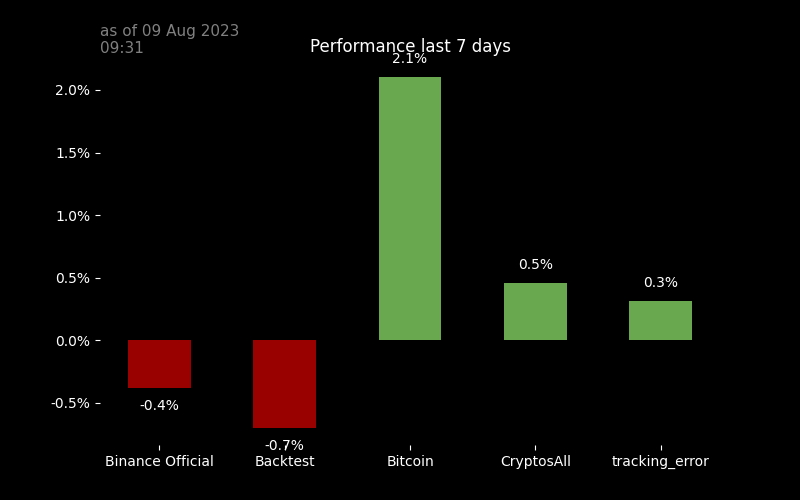 as of 09 Aug 2023
09:31
Performance last 7 days
2.1%
2.0%
1.5%
1.0%
0.5%
0.5%
0.3%
0.0%
-0.5%
-0.4%
-0.7%
Binance Official
Backtest
Bitcoin
CryptosAll
tracking_error